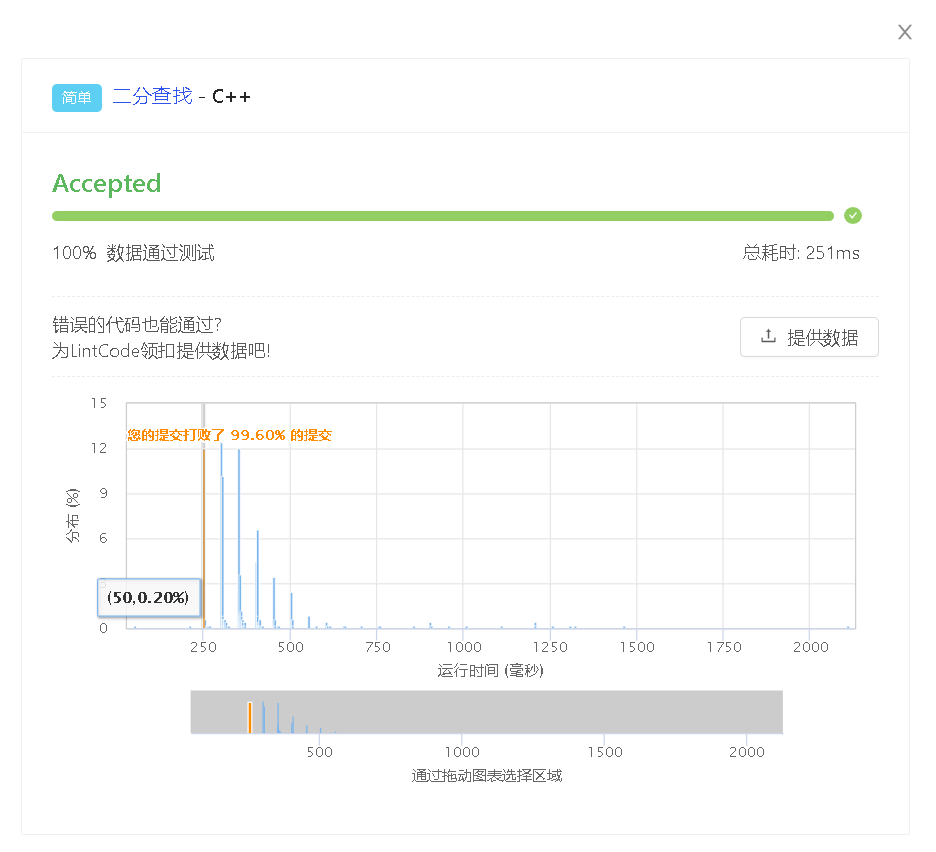 X
简单 二分查找 - C++
Accepted
100% 数据通过测试 总耗时: 251ms
错误的代码也能通过?
为LintCode领扣提供数据吧!
提供数据
15
您的提交打败了 99.60% 的提交
12
9
分布 (%)
6
(50,0.20%)
0
250 500 750 1000 1250 1500 1750 2000
运行时间 (毫秒)
500 1000 1500 2000
通过拖动图表选择区域